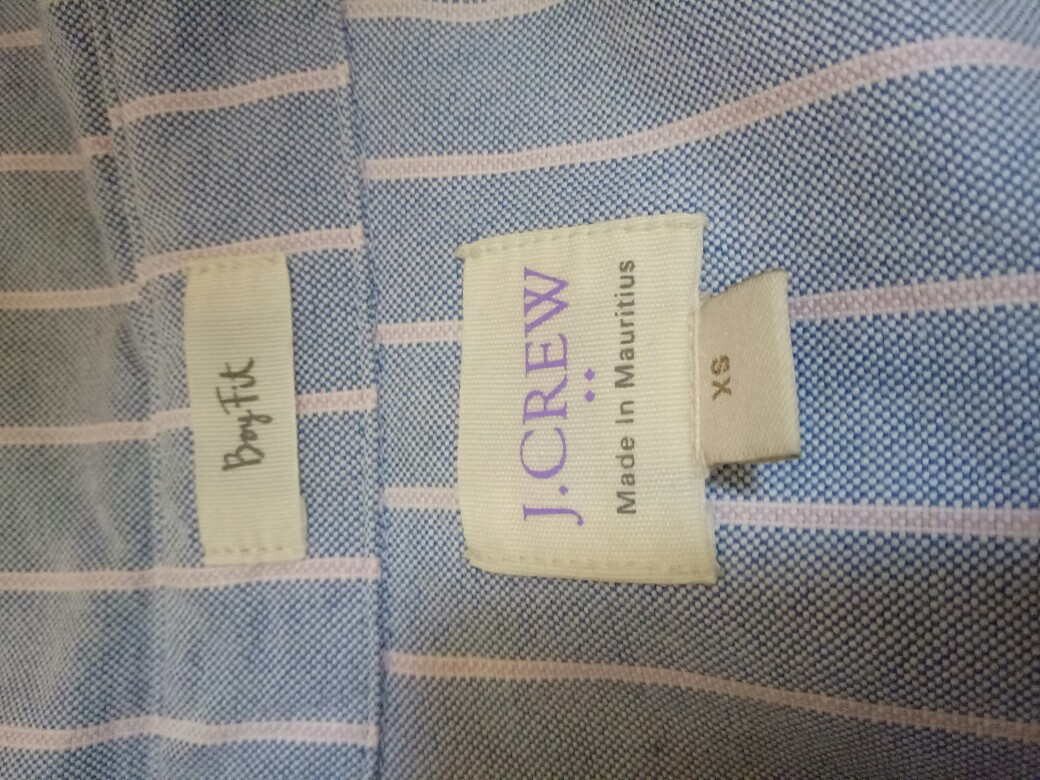 Boy Fit
J.CREW
Made In Mauritius
XS